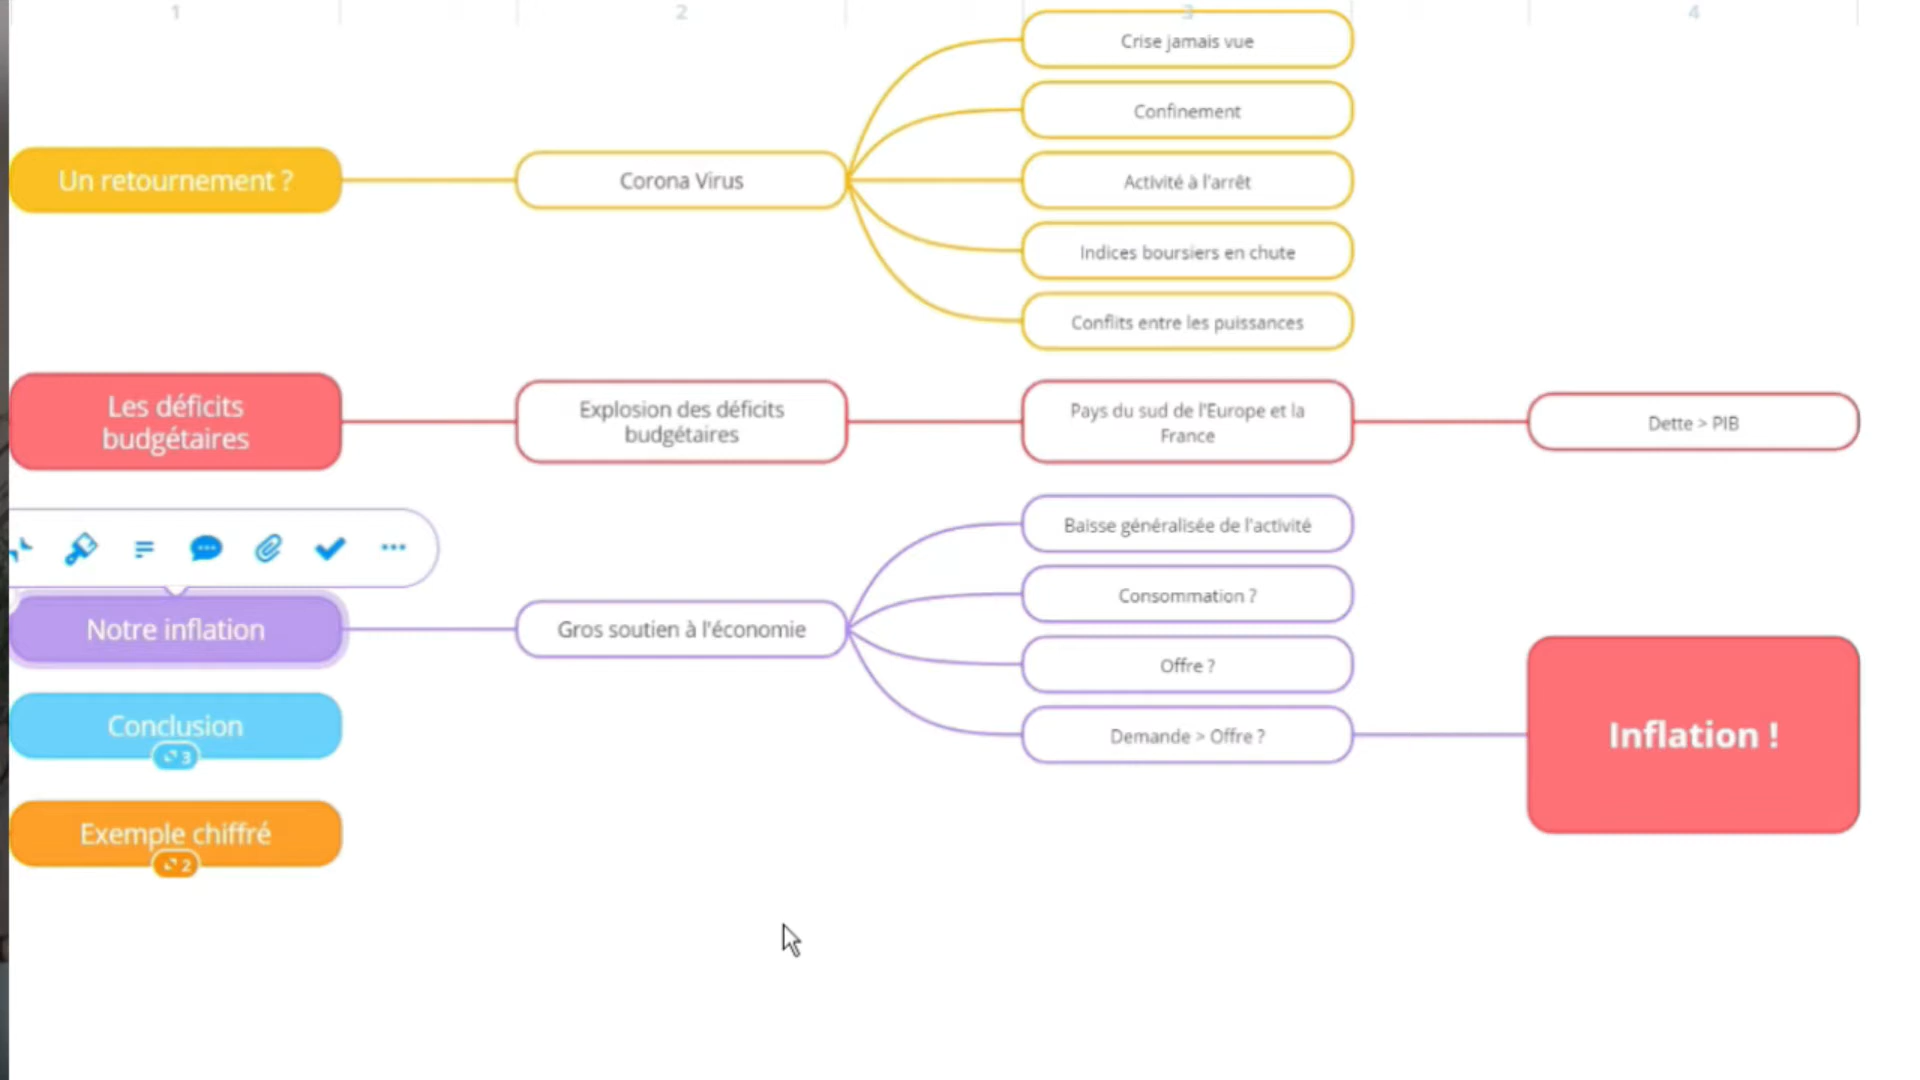 1
2
3
4
Crise jamais vue
Confinement
Un retournement ?
Corona Virus
Activité à l'arrêt
Indices boursiers en chute
Conflits entre les puissances
Les déficits
budgétaires
Explosion des déficits
budgétaires
Pays du sud de l'Europe et la
France
Dette > PIB
Baisse généralisée de l'activité
Consommation ?
Notre inflation
Gros soutien à l'économie
Offre ?
Demande > Offre ?
Inflation !
Conclusion
3
Exemple chiffré
2